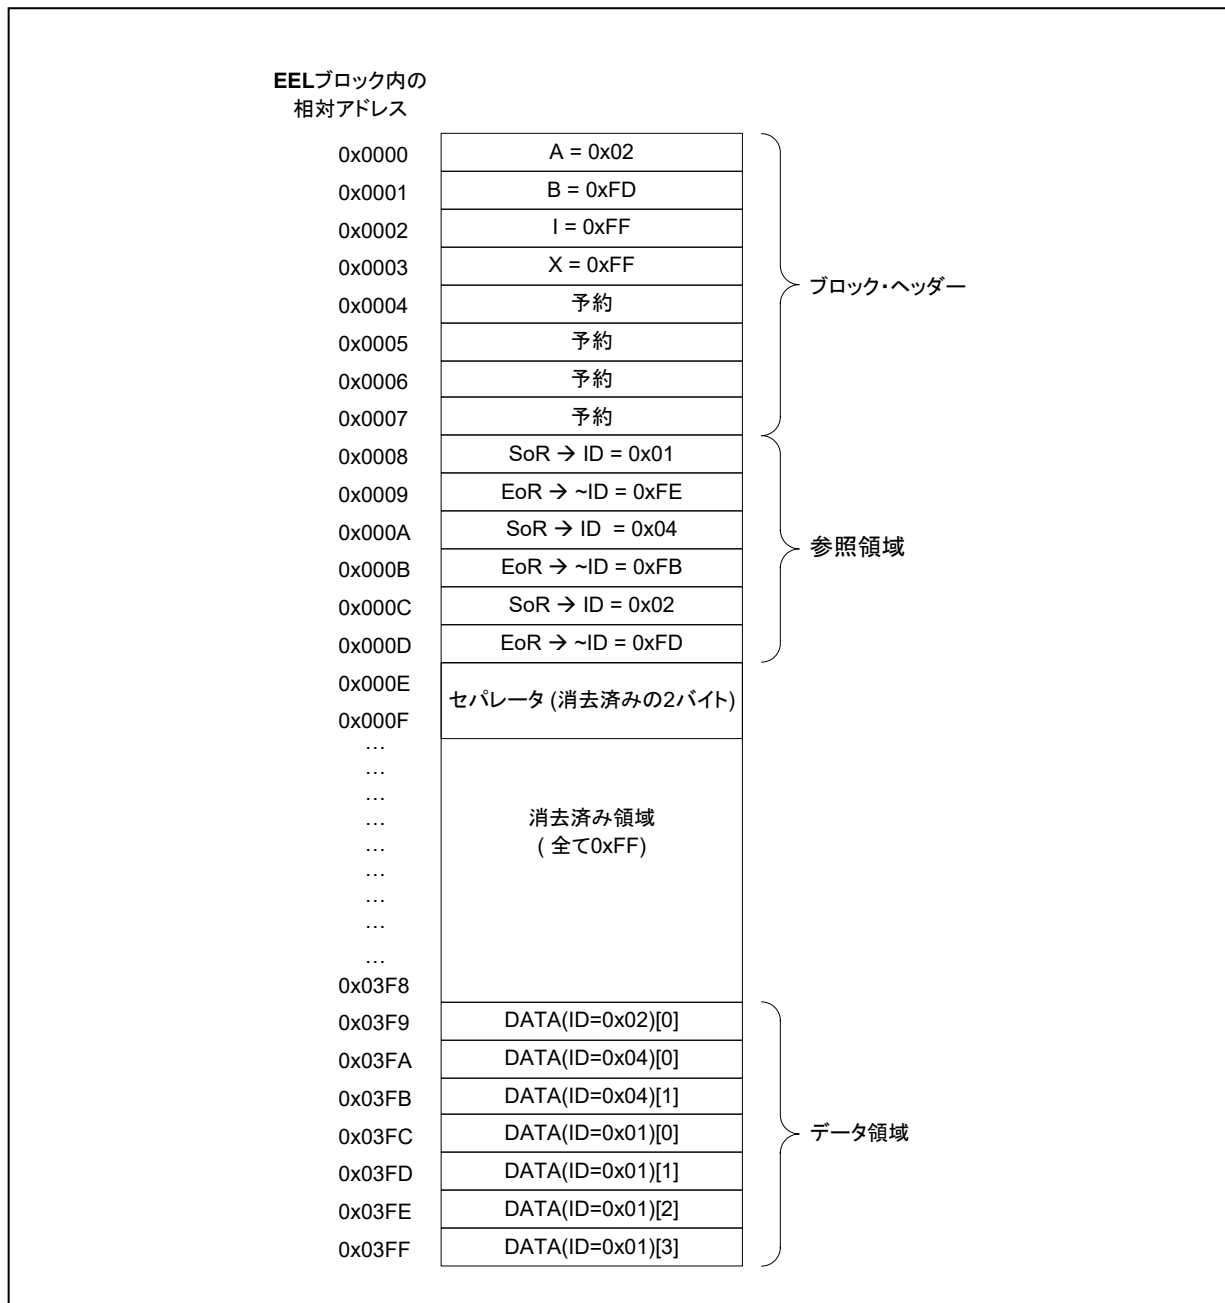 EELブロック内の
相対アドレス
0x0000 A = 0x02
0x0001 B = 0xFD
0x0002 I = 0xFF
0x0003 X = 0xFF
ブロック・ヘッダー
0x0004 予約
0x0005 予約
0x0006 予約
0x0007 予約
0x0008 SoR → ID = 0x01
0x0009 EoR → ~ID = 0xFE
0x000A SoR → ID = 0x04
参照領域
0x000B EoR → ~ID = 0xFB
0x000C SoR → ID = 0x02
0x000D EoR → ~ID = 0xFD
0x000E
セパレータ (消去済みの2バイト)
0x000F
…
…
…
…
消去済み領域
( 全て0xFF)
…
…
…
…
…
0x03F8
0x03F9 DATA(ID=0x02)[0]
0x03FA DATA(ID=0x04)[0]
0x03FB DATA(ID=0x04)[1]
0x03FC DATA(ID=0x01)[0]
データ領域
0x03FD DATA(ID=0x01)[1]
0x03FE DATA(ID=0x01)[2]
0x03FF DATA(ID=0x01)[3]